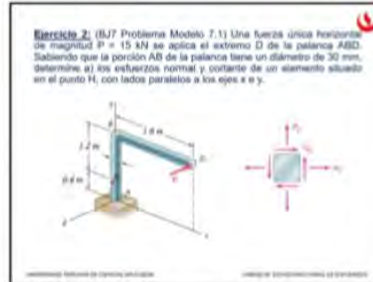 Ejercicio 2: (BJ7 Problema Modelo 7.1) Una fuerza única horizontal
de magnitud P = 15 kN se aplica el extremo D de la palanca ABD.
Sabiendo que la porción AB de la palanca tiene un diámetro de 30 mm,
determine a) los esfuerzos normal y cortante de un elemento situado
en el punto H, con lados paralelos a los ejes x e y.
1.8 m
1.2 m
0.6 m